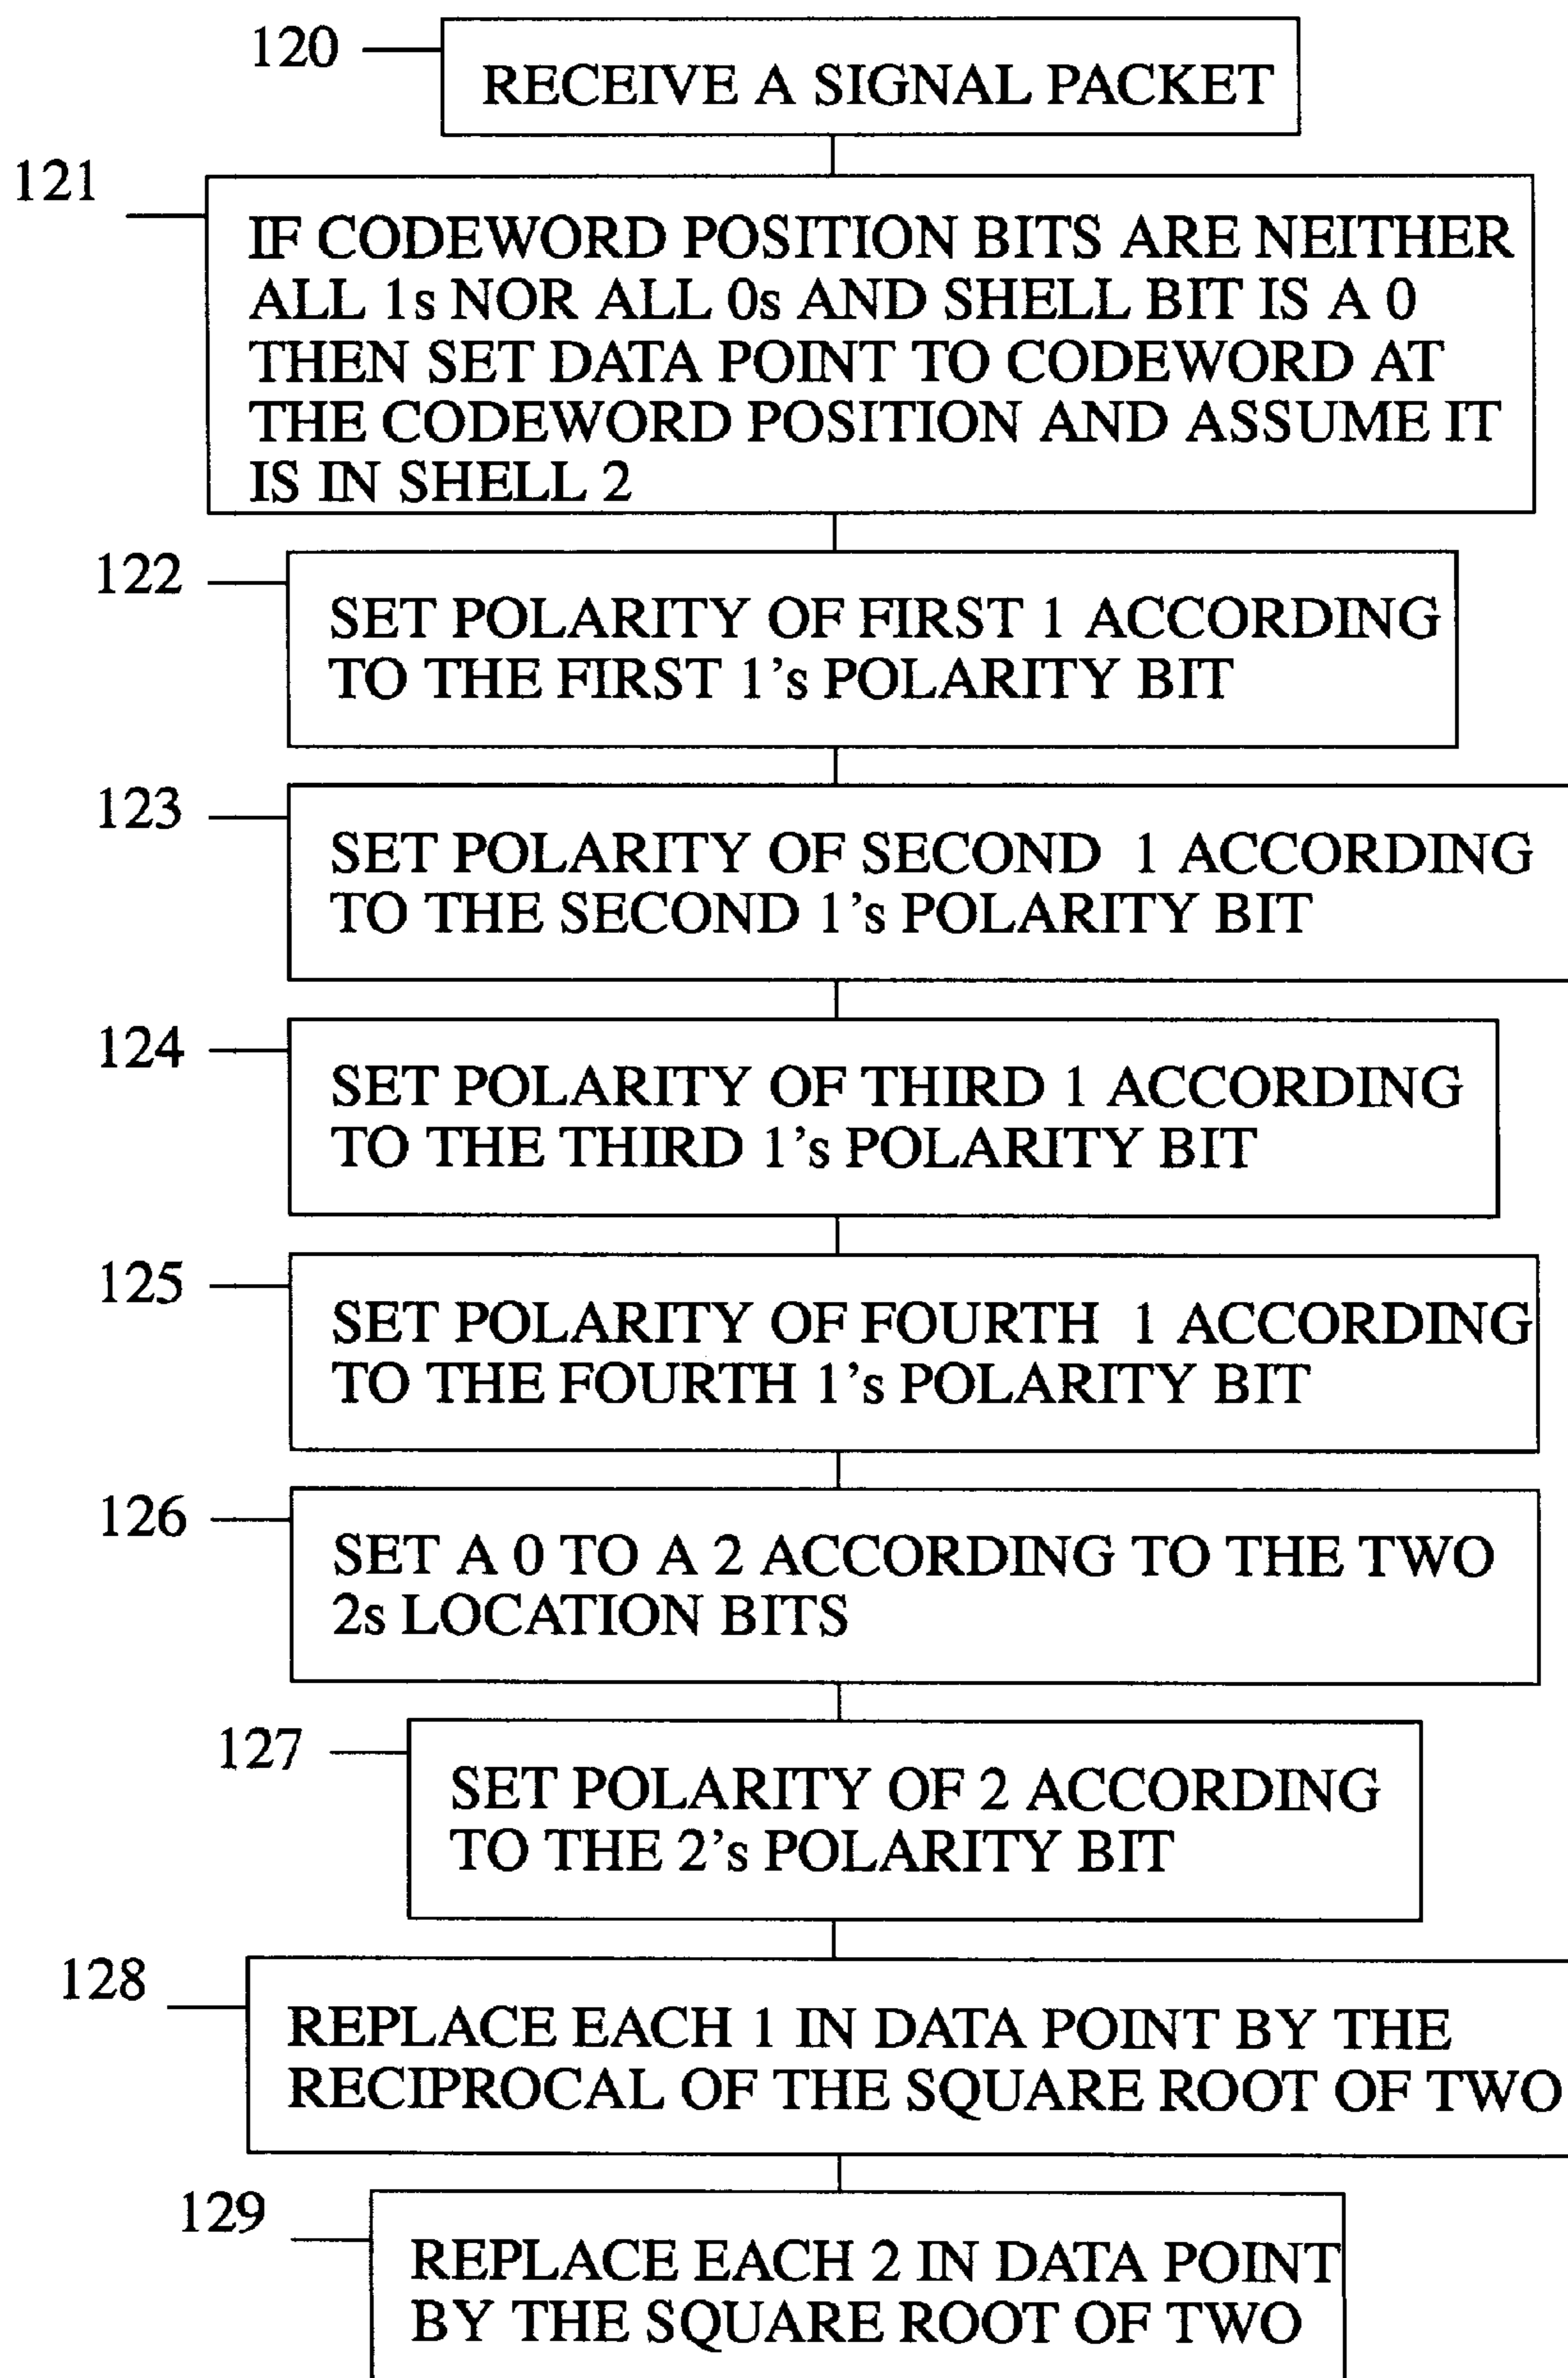 120
RECEIVE A SIGNAL PACKET
121
IF CODEWORD POSITION BITS ARE NEITHER
ALL 1s NOR ALL 0s AND SHELL BIT IS A 0
THEN SET DATA POINT TO CODEWORD AT
THE CODEWORD POSITION AND ASSUME IT
IS IN SHELL 2
122
SET POLARITY OF FIRST 1 ACCORDING
TO THE FIRST 1's POLARITY BIT
123
SET POLARITY OF SECOND 1 ACCORDING
TO THE SECOND 1's POLARITY BIT
124
SET POLARITY OF THIRD 1 ACCORDING
TO THE THIRD 1's POLARITY BIT
125
SET POLARITY OF FOURTH 1 ACCORDING
TO THE FOURTH 1's POLARITY BIT
126
SET A 0 TO A 2 ACCORDING TO THE TWO
2s LOCATION BITS
127
SET POLARITY OF 2 ACCORDING
TO THE 2's POLARITY BIT
128
REPLACE EACH 1 IN DATA POINT BY THE
RECIPROCAL OF THE SQUARE ROOT OF TWO
129
REPLACE EACH 2 IN DATA POINT
BY THE SQUARE ROOT OF TWO